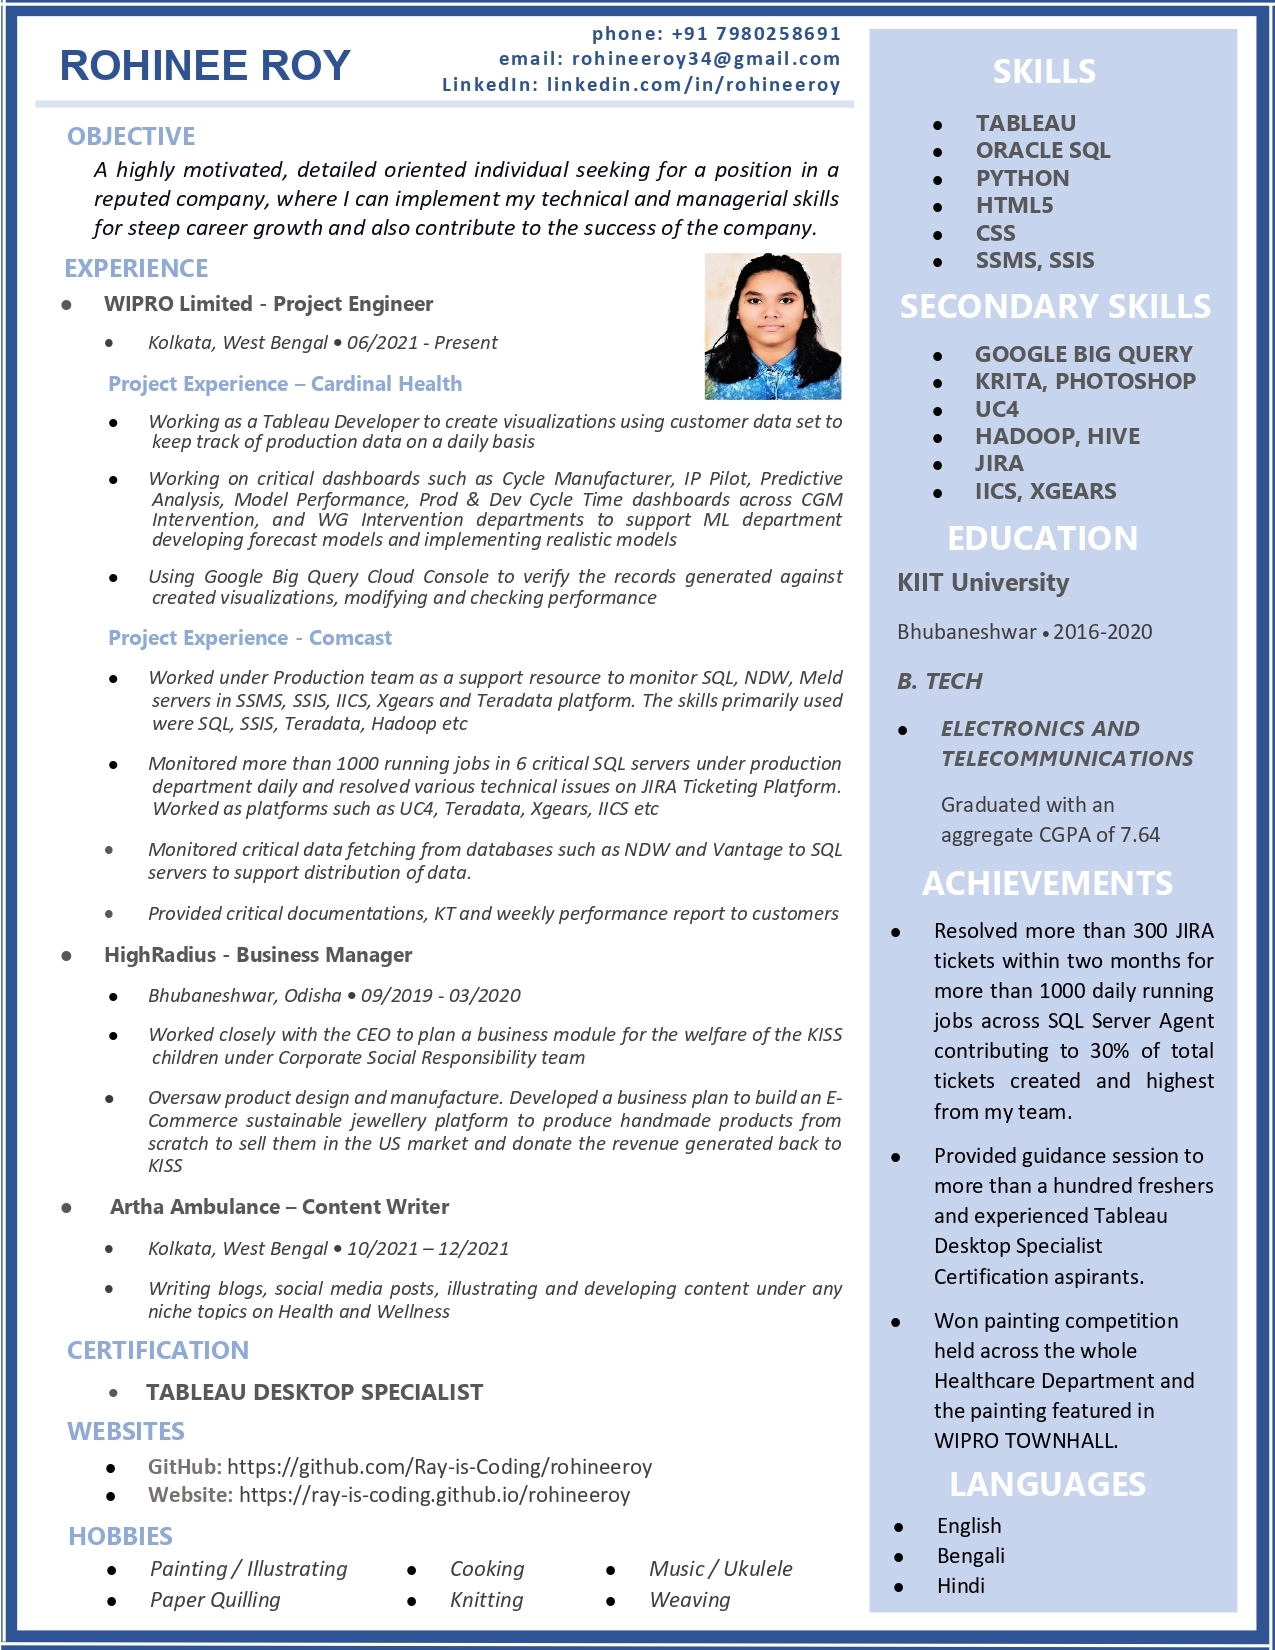 ROHINEE ROY
phone: +91 7980258691
email: rohineeroy34@gmail.com
LinkedIn: linkedin.com/in/rohineeroy
OBJECTIVE
A highly motivated, detailed oriented individual seeking for a position in a
reputed company, where I can implement my technical and managerial skills
for steep career growth and also contribute to the success of the company.
EXPERIENCE
● WIPRO Limited - Project Engineer
• Kolkata, West Bengal • 06/2021 - Present
Project Experience – Cardinal Health
● Working as a Tableau Developer to create visualizations using customer data set to
keep track of production data on a daily basis
● Working on critical dashboards such as Cycle Manufacturer, IP Pilot, Predictive
Analysis, Model Performance, Prod & Dev Cycle Time dashboards across CGM
Intervention, and WG Intervention departments to support ML department
developing forecast models and implementing realistic models
● Using Google Big Query Cloud Console to verify the records generated against
created visualizations, modifying and checking performance
Project Experience - Comcast
● Worked under Production team as a support resource to monitor SQL, NDW, Meld
servers in SSMS, SSIS, IICS, Xgears and Teradata platform. The skills primarily used
were SQL, SSIS, Teradata, Hadoop etc
● Monitored more than 1000 running jobs in 6 critical SQL servers under production
department daily and resolved various technical issues on JIRA Ticketing Platform.
Worked as platforms such as UC4, Teradata, Xgears, IICS etc
• Monitored critical data fetching from databases such as NDW and Vantage to SQL
servers to support distribution of data.
• Provided critical documentations, KT and weekly performance report to customers
● HighRadius - Business Manager
● Bhubaneshwar, Odisha • 09/2019 - 03/2020
● Worked closely with the CEO to plan a business module for the welfare of the KISS
children under Corporate Social Responsibility team
• Oversaw product design and manufacture. Developed a business plan to build an E-
Commerce sustainable jewellery platform to produce handmade products from
scratch to sell them in the US market and donate the revenue generated back to
KISS
● Artha Ambulance – Content Writer
• Kolkata, West Bengal • 10/2021 – 12/2021
• Writing blogs, social media posts, illustrating and developing content under any
niche topics on Health and Wellness
CERTIFICATION
• TABLEAU DESKTOP SPECIALIST
WEBSITES
● GitHub: https://github.com/Ray-is-Coding/rohineeroy
● Website: https://ray-is-coding.github.io/rohineeroy
HOBBIES
● Painting / Illustrating ● Cooking ● Music / Ukulele
● Paper Quilling ● Knitting ● Weaving
SKILLS
● TABLEAU
● ORACLE SQL
● PYTHON
● HTML5
● CSS
● SSMS, SSIS
SECONDARY SKILLS
● GOOGLE BIG QUERY
● KRITA, PHOTOSHOP
● UC4
● HADOOP, HIVE
● JIRA
● IICS, XGEARS
EDUCATION
KIIT University
Bhubaneshwar • 2016-2020
B. TECH
● ELECTRONICS AND
TELECOMMUNICATIONS
Graduated with an
aggregate CGPA of 7.64
ACHIEVEMENTS
● Resolved more than 300 JIRA
tickets within two months for
more than 1000 daily running
jobs across SQL Server Agent
contributing to 30% of total
tickets created and highest
from my team.
● Provided guidance session to
more than a hundred freshers
and experienced Tableau
Desktop Specialist
Certification aspirants.
● Won painting competition
held across the whole
Healthcare Department and
the painting featured in
WIPRO TOWNHALL.
LANGUAGES
● English
● Bengali
● Hindi